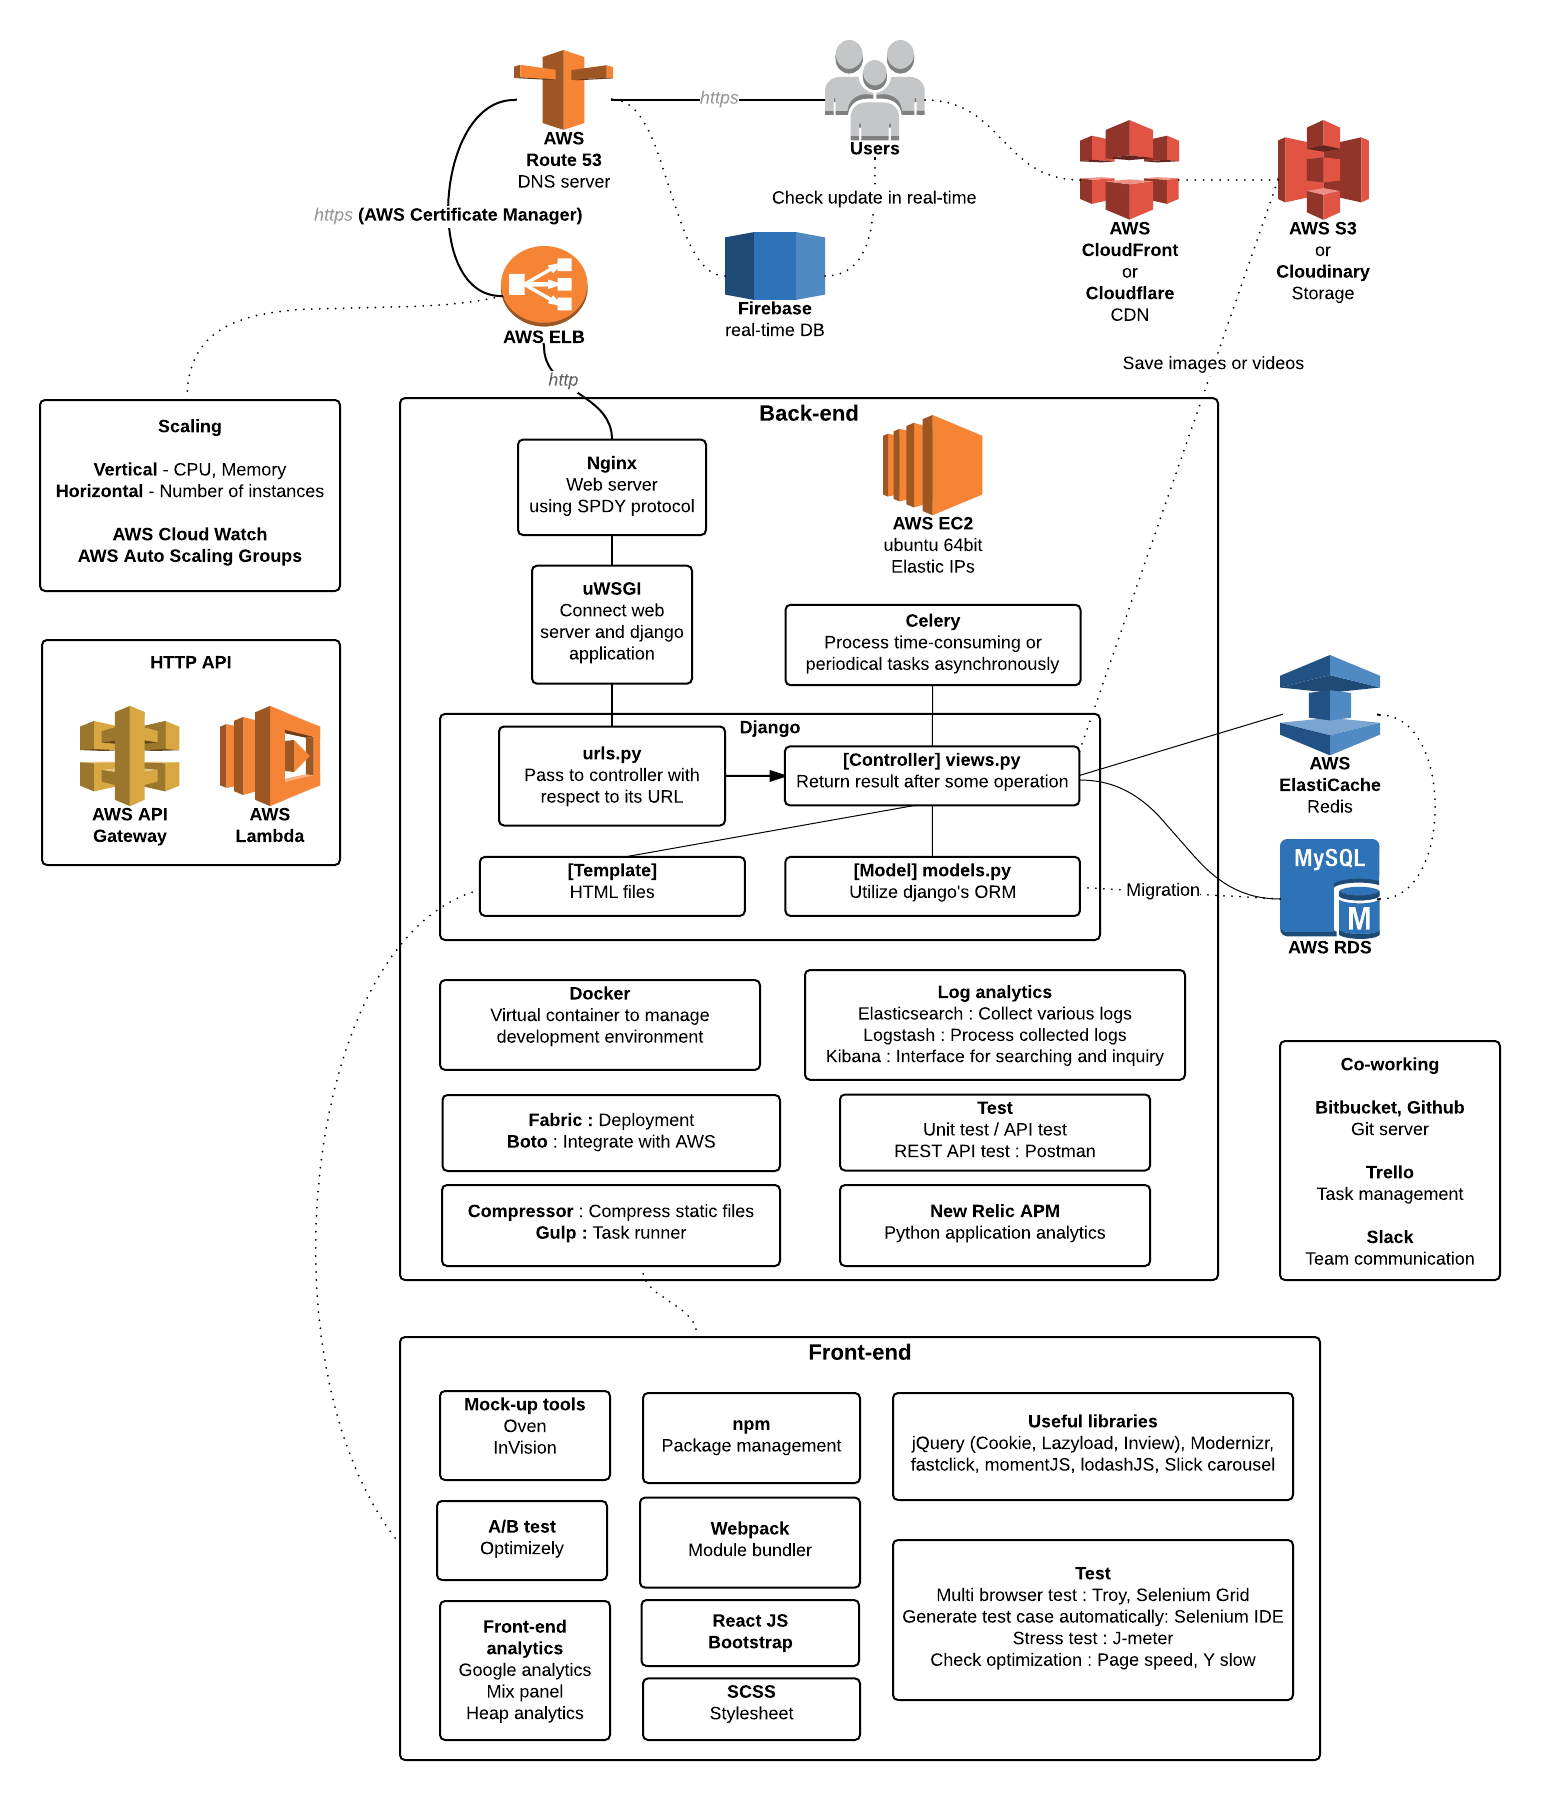 https
AWS
Route 53
DNS server
Users
Check update in real-time
https (AWS Certificate Manager)
AWS
CloudFront
or
Cloudflare
CDN
AWS S3
or
Cloudinary
Storage
Firebase
real-time DB
AWS ELB
http
Save images or videos
Scaling
Vertical - CPU, Memory
Horizontal - Number of instances
AWS Cloud Watch
AWS Auto Scaling Groups
HTTP API
AWS API
Gateway
AWS
Lambda
Back-end
Nginx
Web server
using SPDY protocol
AWS EC2
ubuntu 64bit
Elastic IPs
uWSGI
Connect web
server and django
application
Celery
Process time-consuming or
periodical tasks asynchronously
Django
urls.py
Pass to controller with
respect to its URL
[Controller] views.py
Return result after some operation
[Template]
HTML files
[Model] models.py
Utilize django's ORM
Migration
AWS
ElastiCache
Redis
MySQL
M
AWS RDS
Docker
Virtual container to manage
development environment
Log analytics
Elasticsearch : Collect various logs
Logstash : Process collected logs
Kibana : Interface for searching and inquiry
Fabric : Deployment
Boto : Integrate with AWS
Test
Unit test / API test
REST API test : Postman
Compressor : Compress static files
Gulp : Task runner
New Relic APM
Python application analytics
Co-working
Bitbucket, Github
Git server
Trello
Task management
Slack
Team communication
Front-end
Mock-up tools
Oven
InVision
npm
Package management
Useful libraries
jQuery (Cookie, Lazyload, Inview), Modernizr,
fastclick, momentJS, lodashJS, Slick carousel
A/B test
Optimizely
Webpack
Module bundler
Test
Multi browser test : Troy, Selenium Grid
Generate test case automatically: Selenium IDE
Stress test : J-meter
Check optimization : Page speed, Y slow
Front-end
analytics
Google analytics
Mix panel
Heap analytics
React JS
Bootstrap
SCSS
Stylesheet